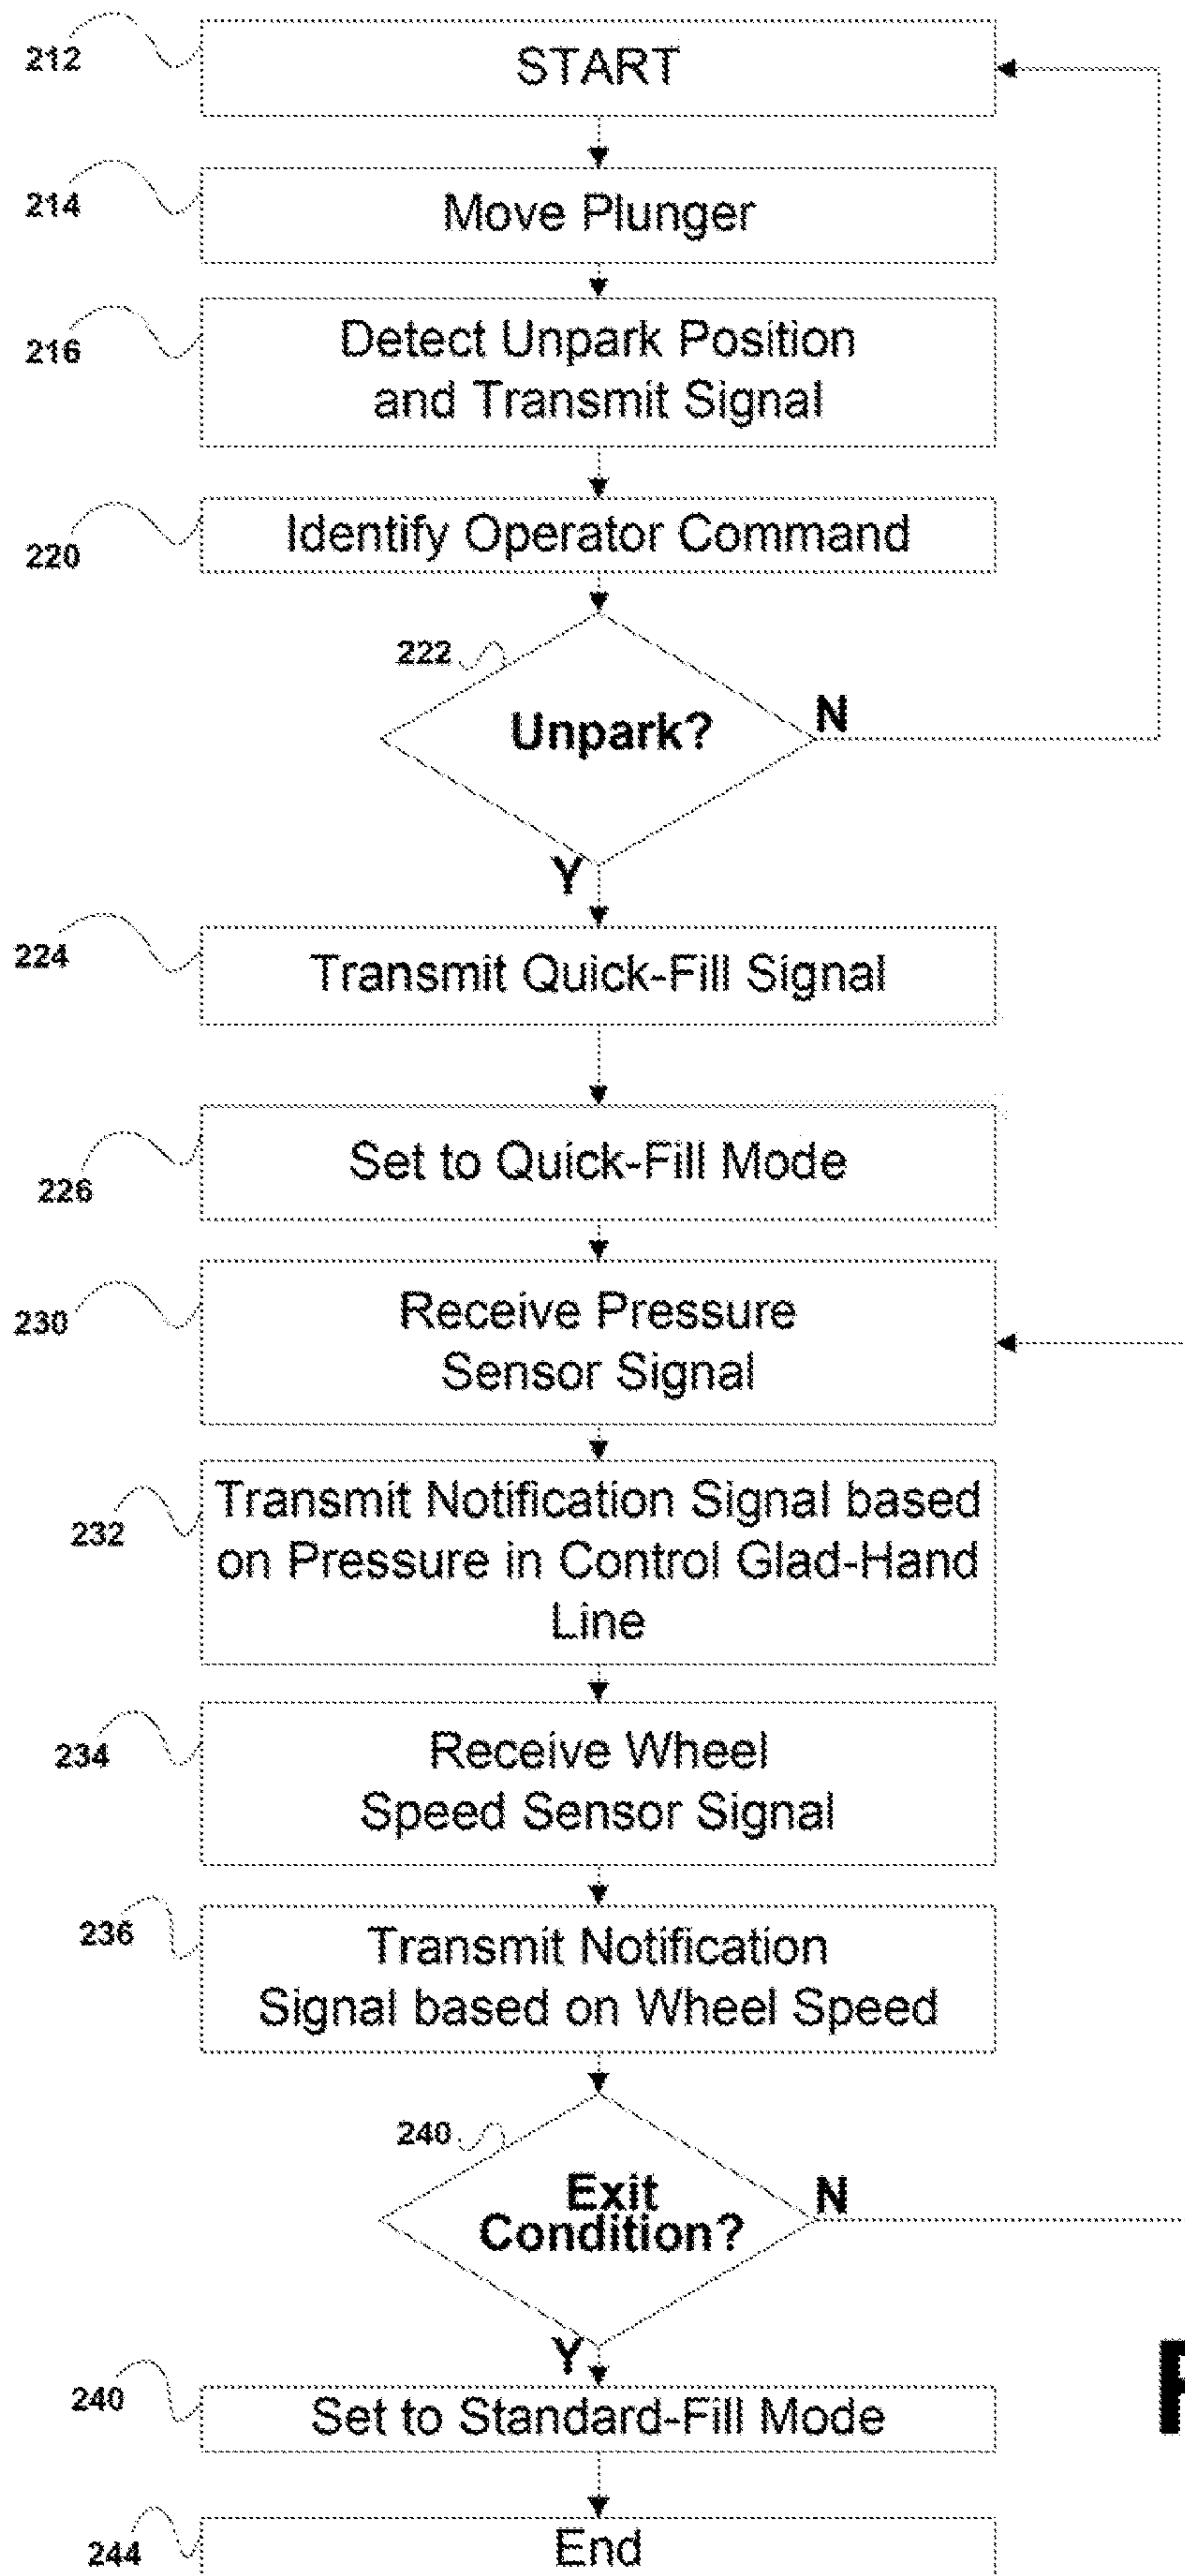 212
START
214
Move Plunger
216
Detect Unpark Position
and Transmit Signal
220
Identify Operator Command
222
Unpark?
N
Y
224
Transmit Quick-Fill Signal
226
Set to Quick-Fill Mode
230
Receive Pressure
Sensor Signal
232
Transmit Notification Signal based
on Pressure in Control Glad-Hand
Line
234
Receive Wheel
Speed Sensor Signal
236
Transmit Notification
Signal based on Wheel Speed
240
Exit
Condition?
N
Y
240
Set to Standard-Fill Mode
244
End